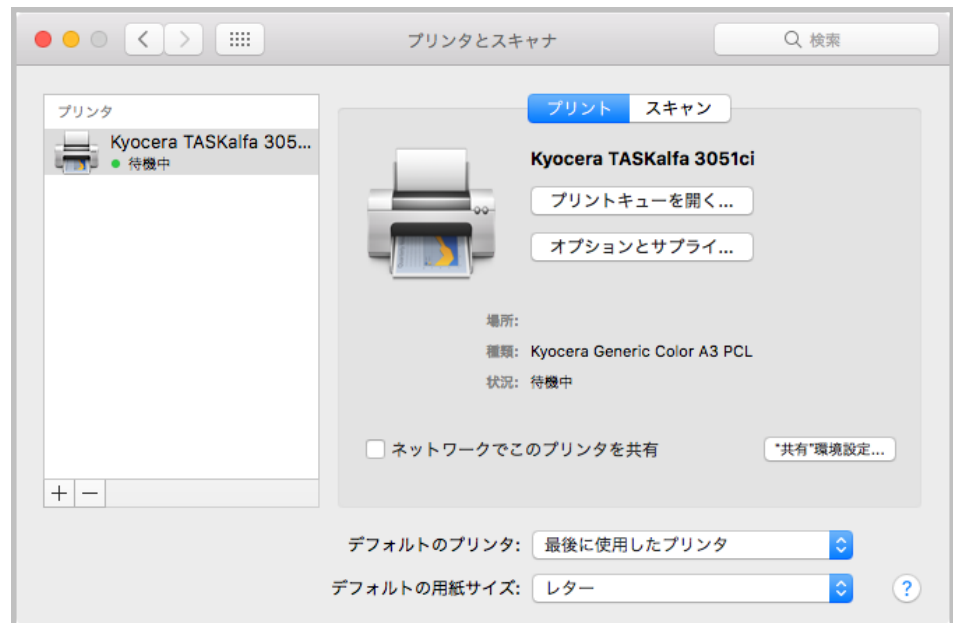 プリンタとスキャナ
検索
プリンタ
Kyocera TASKalfa 305...
待機中
プリント
スキャン
Kyocera TASKalfa 3051ci
プリントキューを開く...
オプションとサプライ...
場所:
種類: Kyocera Generic Color A3 PCL
状況: 待機中
ネットワークでこのプリンタを共有
"共有"環境設定...
+ −
デフォルトのプリンタ: 最後に使用したプリンタ
デフォルトの用紙サイズ: レター
?